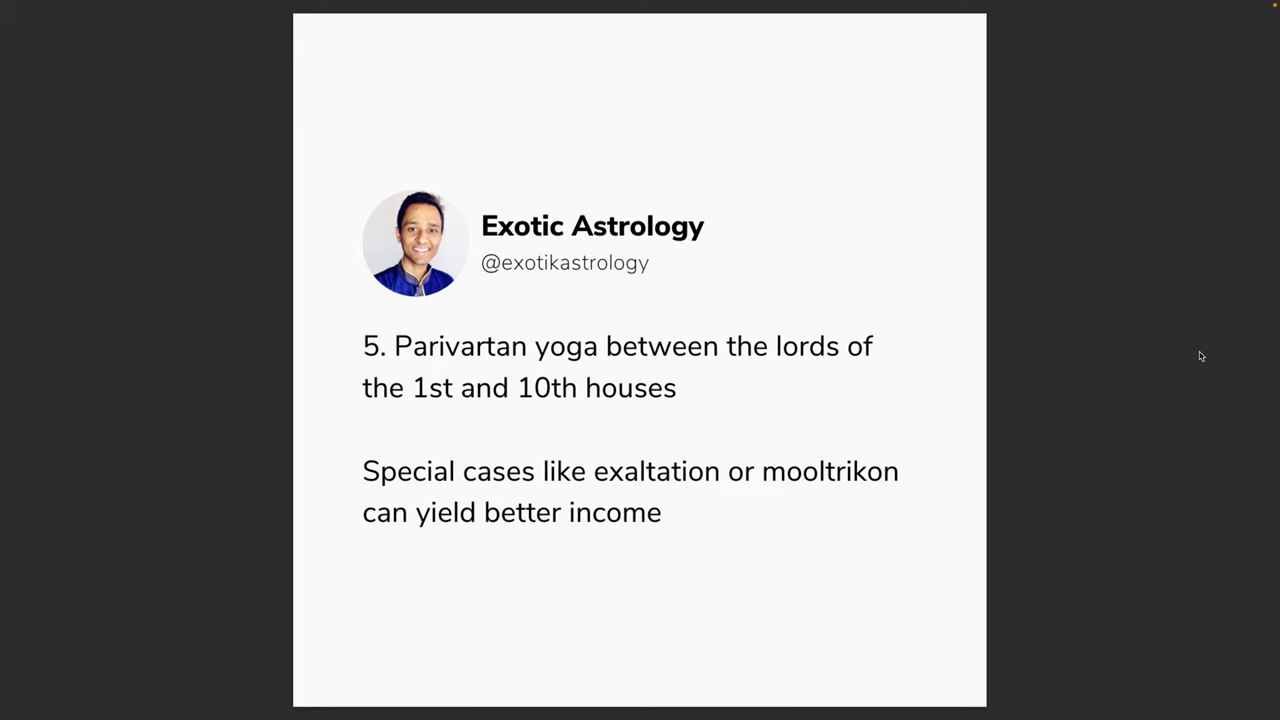 Exotic Astrology
@exotikastrology
5. Parivartan yoga between the lords of
the 1st and 10th houses
Special cases like exaltation or mooltrikon
can yield better income